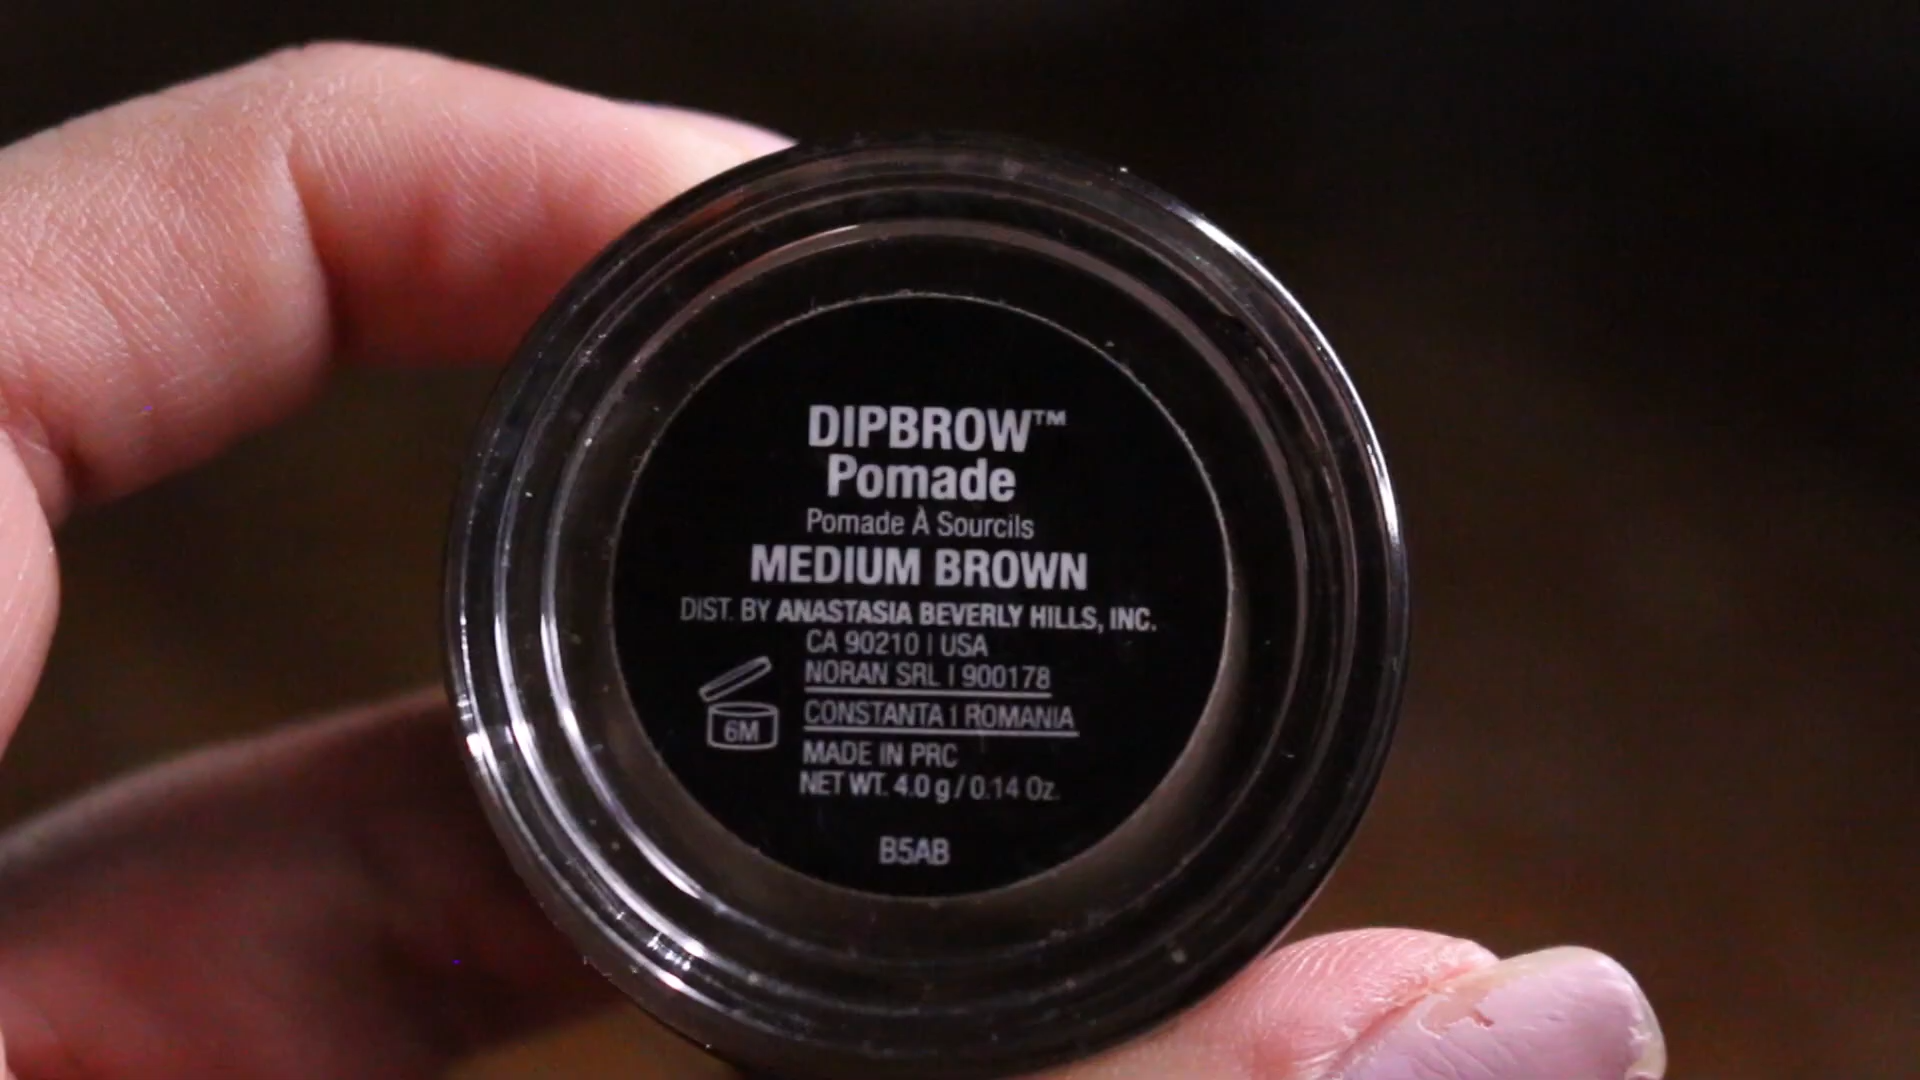 DIPBROW™
Pomade
Pomade À Sourcils
MEDIUM BROWN
DIST. BY ANASTASIA BEVERLY HILLS, INC.
CA 90210 | USA
NORAN SRL | 900178
CONSTANTA | ROMANIA
6M
MADE IN PRC
NET WT. 4.0 g / 0.14 Oz.
B5AB